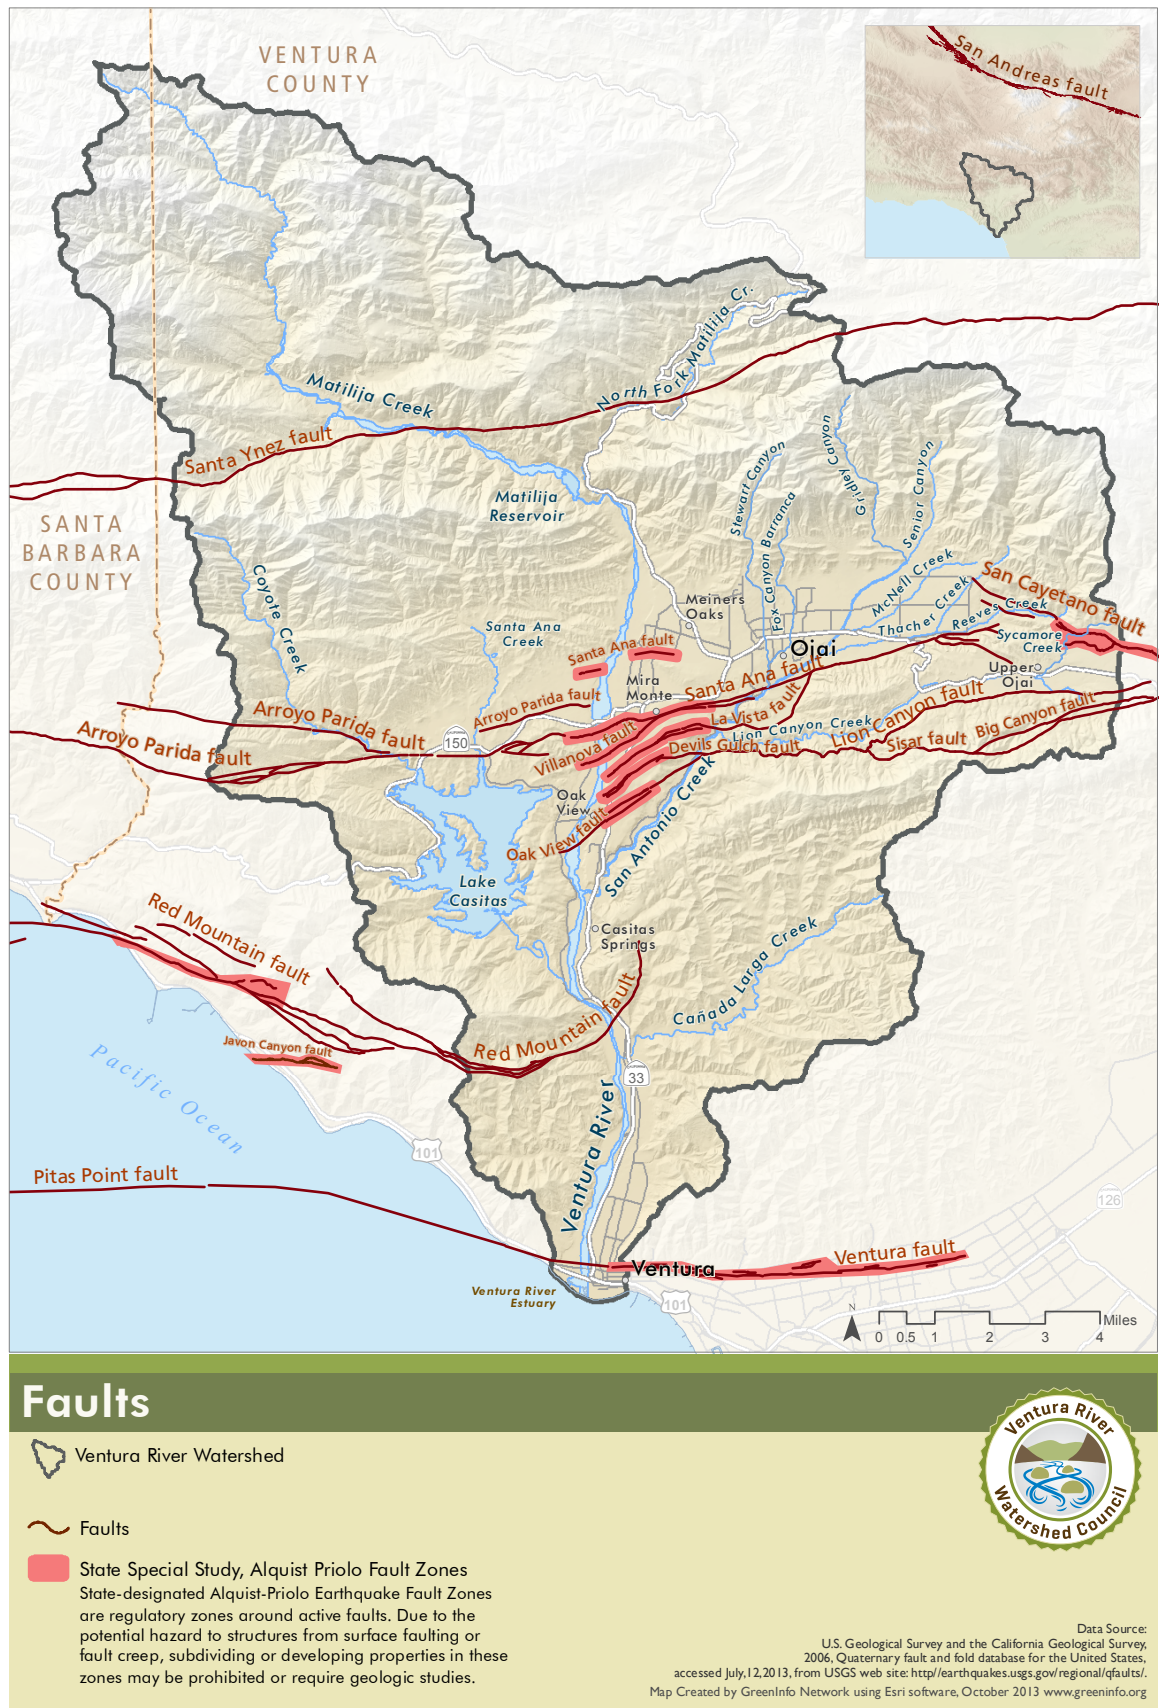 VENTURA
COUNTY
San Andreas fault
North Fork Matilija Cr.
Matilija Creek
Santa Ynez fault
Matilija
Reservoir
SANTA
BARBARA
COUNTY
Stewart Canyon
Fox Canyon Barranca
Gridley Canyon
Senior Canyon
McNell Creek
Thacher Creek
Reeves Creek
San Cayetano fault
Sycamore
Creek
Coyote Creek
Santa Ana
Creek
Meiners
Oaks
Ojai
Upper
Ojai
Santa Ana fault
Mira
Monte
Santa Ana fault
Arroyo Parida fault
La Vista fault
Lion Canyon Creek
Lion Canyon fault
Big Canyon fault
Sisar fault
Arroyo Parida fault
Arroyo Parida fault
150
Villanova fault
Devils Gulch fault
Oak
View
Oak View fault
San Antonio Creek
Lake
Casitas
Casitas
Springs
Cañada Larga Creek
Red Mountain fault
Red Mountain fault
Javon Canyon fault
Pacific Ocean
CALIFORNIA
33
Ventura River
101
Pitas Point fault
126
Ventura fault
Ventura
Ventura River
Estuary
101
N
0 0.5 1 2 3 4 Miles
Faults
Ventura River Watershed
Faults
State Special Study, Alquist Priolo Fault Zones
State-designated Alquist-Priolo Earthquake Fault Zones
are regulatory zones around active faults. Due to the
potential hazard to structures from surface faulting or
fault creep, subdividing or developing properties in these
zones may be prohibited or require geologic studies.
Ventura River
Watershed Council
Data Source:
U.S. Geological Survey and the California Geological Survey,
2006, Quaternary fault and fold database for the United States,
accessed July,12,2013, from USGS web site: http//earthquakes.usgs.gov/regional/qfaults/.
Map Created by GreenInfo Network using Esri software, October 2013 www.greeninfo.org